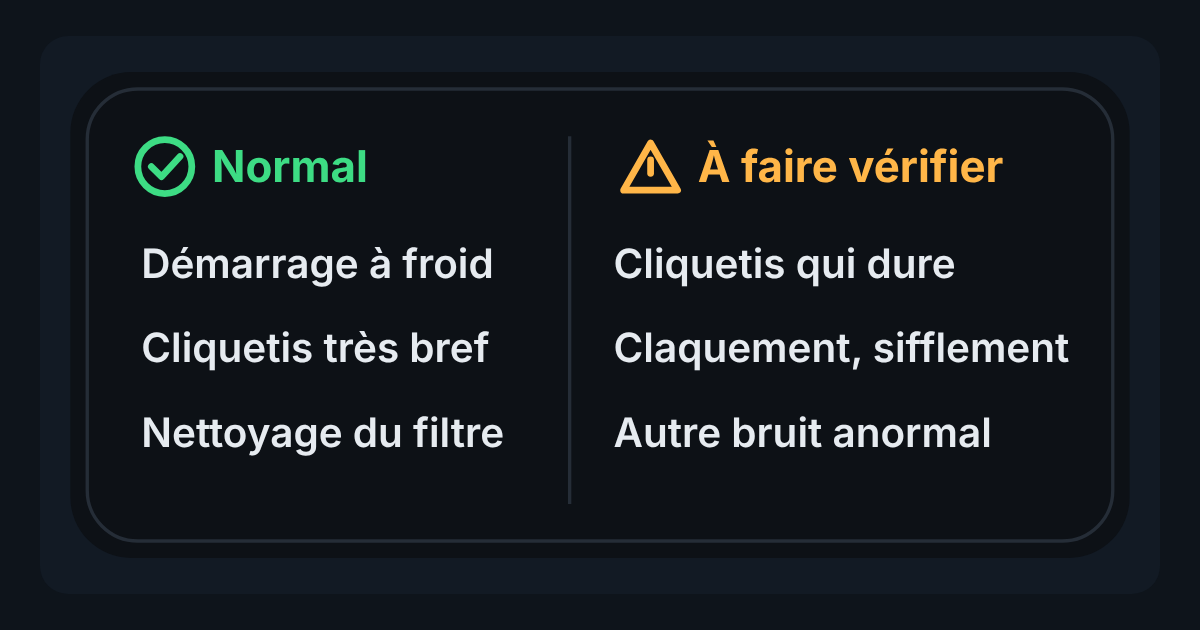 Normal
Démarrage à froid
Cliquetis très bref
Nettoyage du filtre
À faire vérifier
Cliquetis qui dure
Claquement, sifflement
Autre bruit anormal